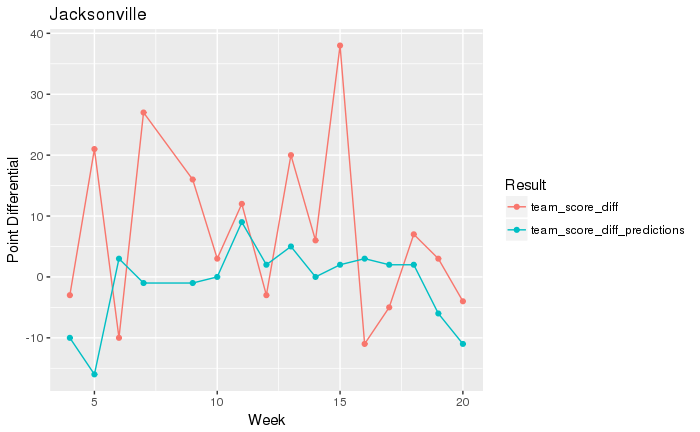 Jacksonville
40
30
20
10
0
-10
Point Differential
5
10
15
20
Week
Result
team_score_diff
team_score_diff_predictions